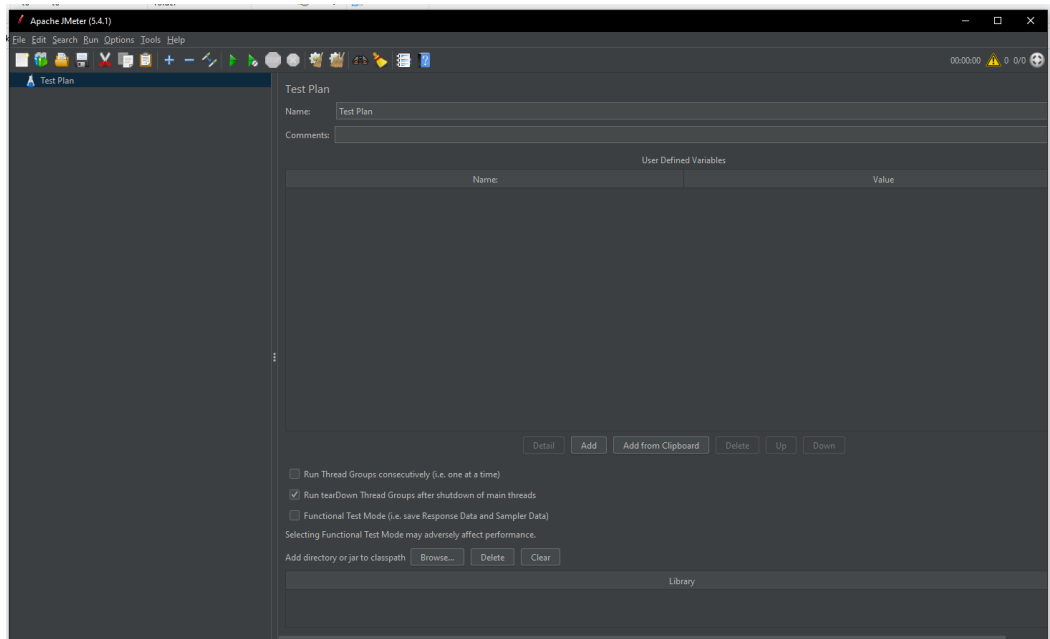 Apache JMeter (5.4.1)
File Edit Search Run Options Tools Help
00:00:00 0 0/0
Test Plan
Test Plan
Name: Test Plan
Comments:
User Defined Variables
Name: Value
Detail Add Add from Clipboard Delete Up Down
Run Thread Groups consecutively (i.e. one at a time)
Run tearDown Thread Groups after shutdown of main threads
Functional Test Mode (i.e. save Response Data and Sampler Data)
Selecting Functional Test Mode may adversely affect performance.
Add directory or jar to classpath Browse... Delete Clear
Library